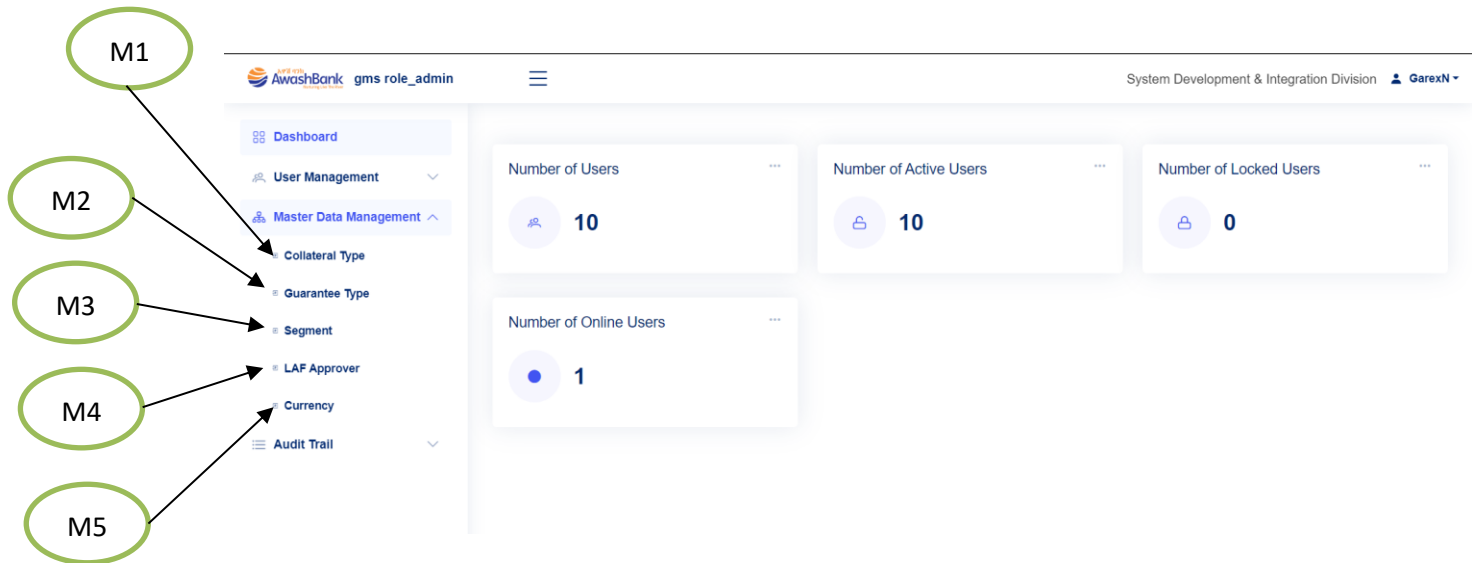 M1
AwashBank gms role_admin
System Development & Integration Division GarexN
Dashboard
User Management
M2
Master Data Management
Collateral Type
Guarantee Type
M3
Segment
LAF Approver
M4
Currency
Audit Trail
M5
Number of Users
10
Number of Active Users
10
Number of Locked Users
0
Number of Online Users
1